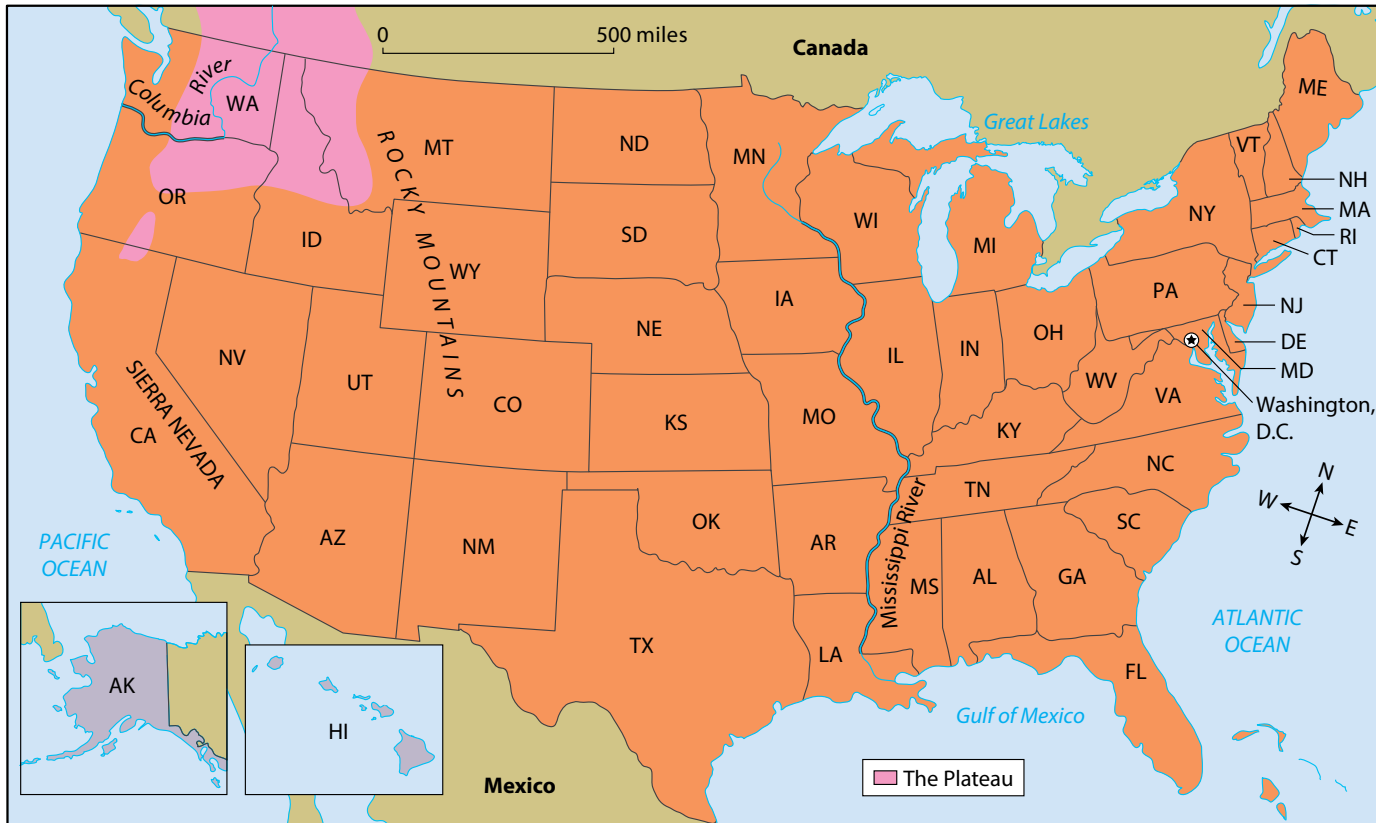 0
500 miles
Canada
Columbia
River
WA
ME
MT
ND
MN
Great Lakes
VT
NH
MA
RI
CT
NY
OR
ID
ROCKY MOUNTAINS
WY
SD
WI
MI
IA
PA
NJ
DE
MD
Washington,
D.C.
NE
OH
IL
IN
WV
VA
NV
UT
CO
KS
MO
KY
SIERRA NEVADA
CA
NC
TN
SC
AZ
NM
OK
AR
Mississippi River
MS
AL
GA
N
W
E
S
PACIFIC
OCEAN
ATLANTIC
OCEAN
TX
LA
FL
AK
HI
Gulf of Mexico
Mexico
The Plateau